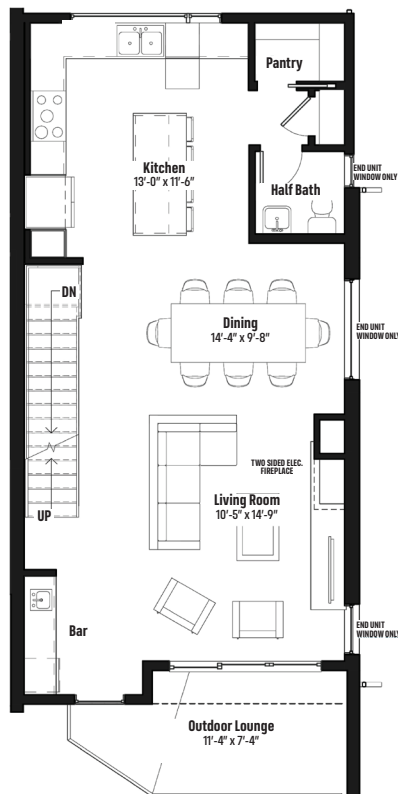 Pantry
Kitchen
13'-0" x 11'-6"
END UNIT
WINDOW ONLY
Half Bath
DN
Dining
14'-4" x 9'-8"
END UNIT
WINDOW ONLY
TWO SIDED ELEC.
FIREPLACE
Living Room
10'-5" x 14'-9"
UP
Bar
END UNIT
WINDOW ONLY
Outdoor Lounge
11'-4" x 7'-4"